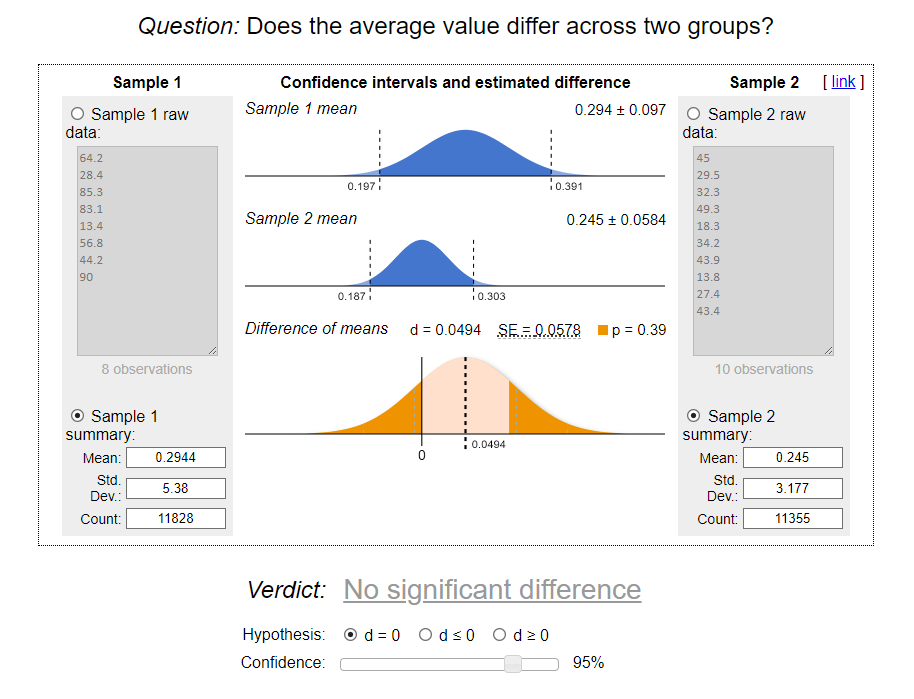 Question: Does the average value differ across two groups?
Sample 1
Confidence intervals and estimated difference
Sample 2 [ link ]
Sample 1 raw
data:
64.2
28.4
85.3
83.1
13.4
56.8
44.2
90
8 observations
Sample 1
summary:
Mean: 0.2944
Std.
Dev.: 5.38
Count: 11828
Sample 1 mean 0.294 ± 0.097
0.197 0.391
Sample 2 mean 0.245 ± 0.0584
0.187 0.303
Difference of means d = 0.0494 SE = 0.0578 p = 0.39
0.0494
0
Sample 2 raw
data:
45
29.5
32.3
49.3
18.3
34.2
43.9
13.8
27.4
43.4
10 observations
Sample 2
summary:
Mean: 0.245
Std.
Dev.: 3.177
Count: 11355
Verdict: No significant difference
Hypothesis: d = 0 d ≤ 0 d ≥ 0
Confidence: 95%